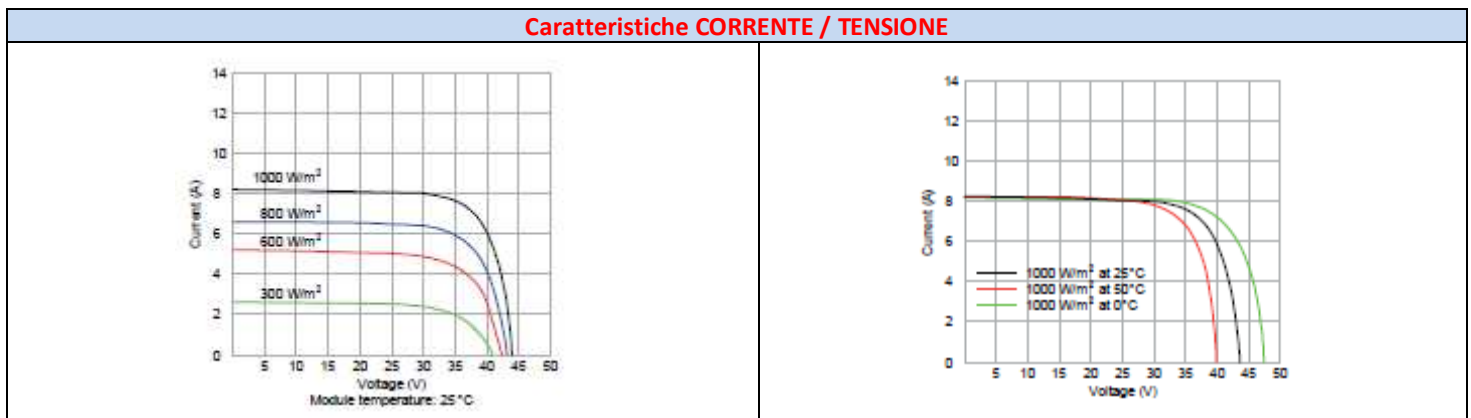 Caratteristiche CORRENTE / TENSIONE
14
12
10
8
6
4
2
0
Current (A)
1000 W/m²
800 W/m²
600 W/m²
300 W/m²
5 10 15 20 25 30 35 40 45 50
Voltage (V)
Module temperature: 25°C
14
12
10
8
6
4
2
0
Current (A)
1000 W/m² at 25°C
1000 W/m² at 50°C
1000 W/m² at 0°C
5 10 15 20 25 30 35 40 45 50
Voltage (V)